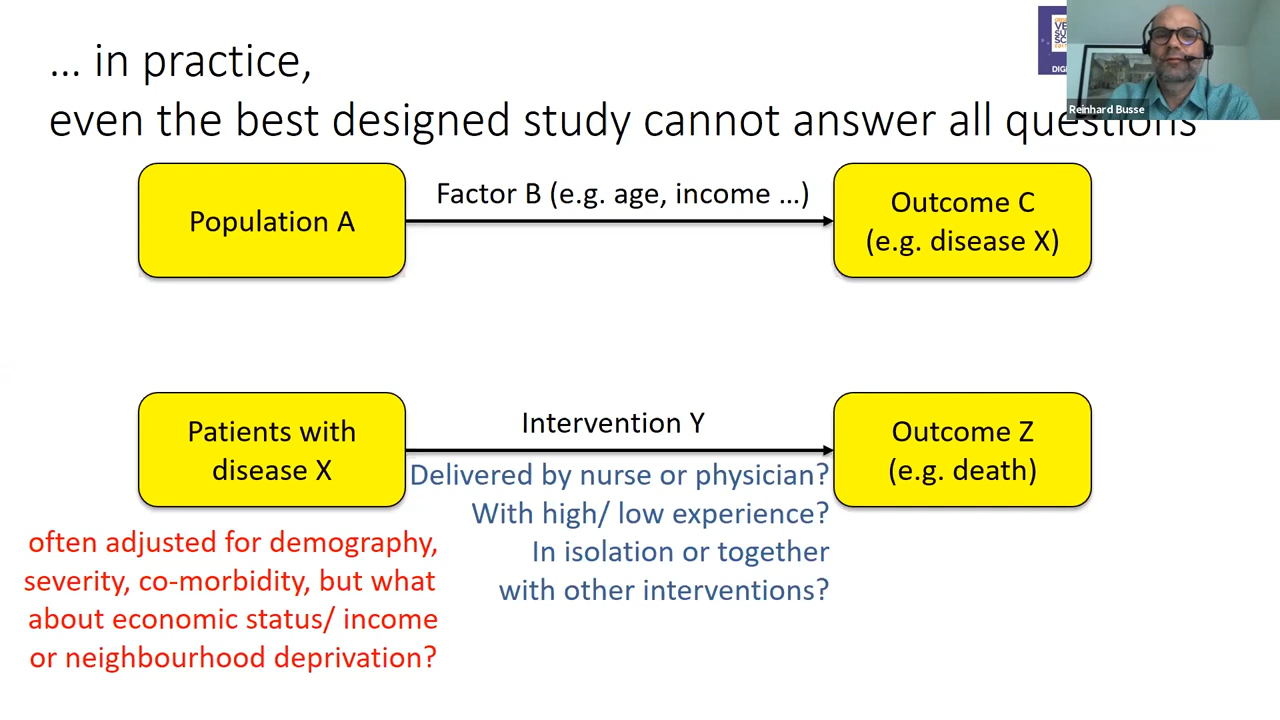 ... in practice,
even the best designed study cannot answer all questions
Reinhard Busse
DIGI
Population A
Factor B (e.g. age, income ...)
Outcome C
(e.g. disease X)
Patients with
disease X
Intervention Y
Outcome Z
(e.g. death)
Delivered by nurse or physician?
With high/ low experience?
In isolation or together
with other interventions?
often adjusted for demography,
severity, co-morbidity, but what
about economic status/ income
or neighbourhood deprivation?